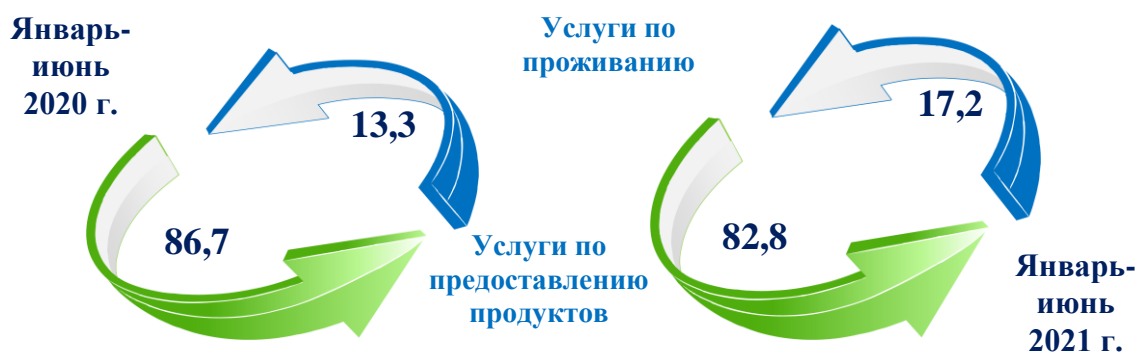 Январь-
июнь
2020 г.
Услуги по
проживанию
13,3
17,2
86,7
82,8
Услуги по
предоставлению
продуктов
Январь-
июнь
2021 г.